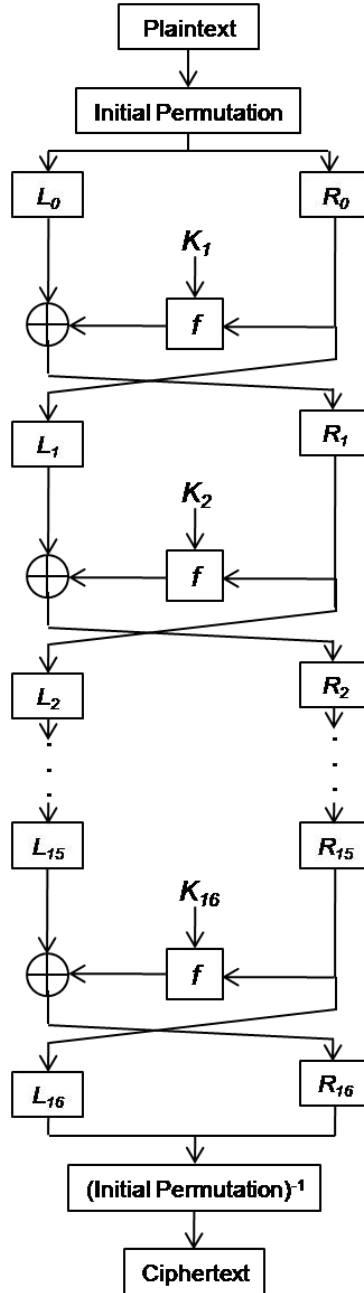 Plaintext
Initial Permutation
L0 R0
K1
f
L1 R1
K2
f
L2 R2
L15 R15
K16
f
L16 R16
(Initial Permutation)-1
Ciphertext